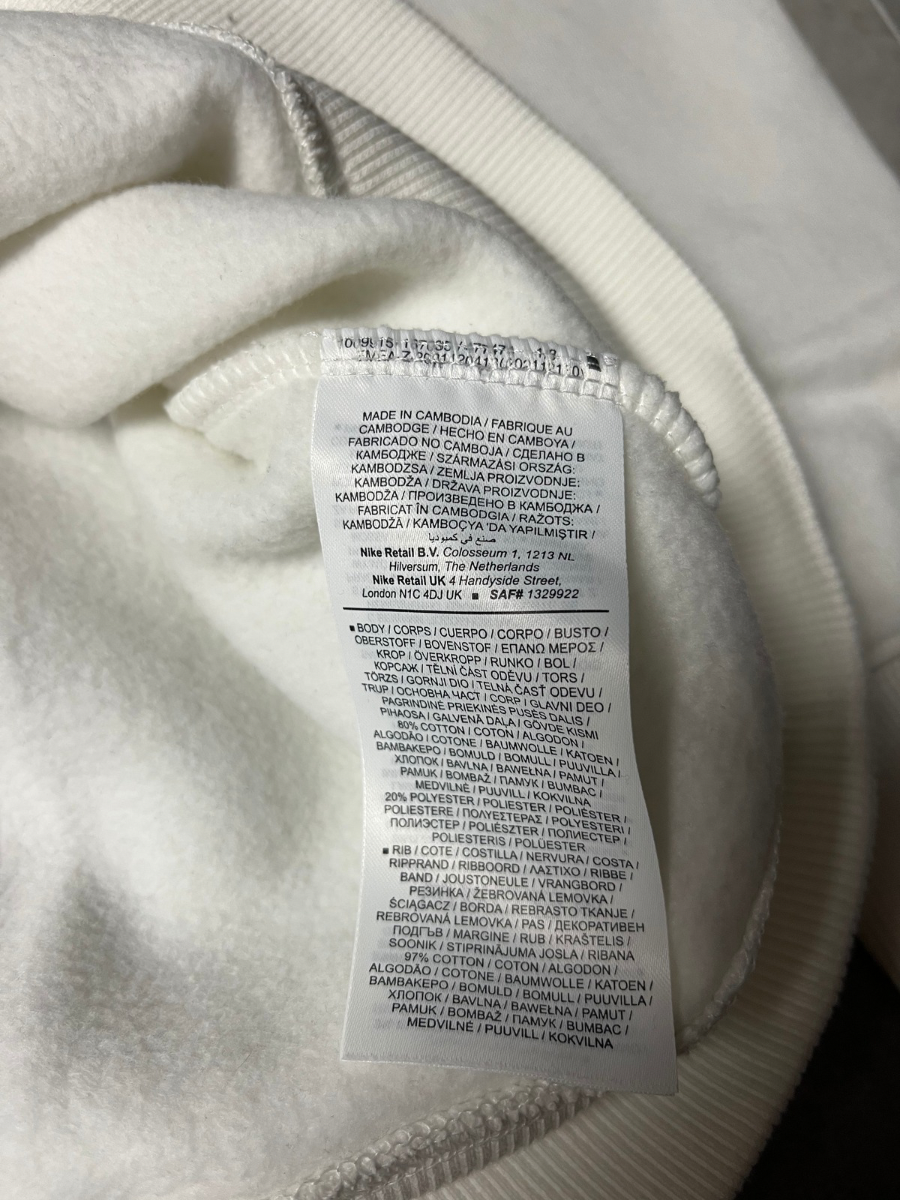 MADE IN CAMBODIA / FABRIQUE AU
CAMBODGE / HECHO EN CAMBOYA /
FABRICADO NO CAMBOJA / СДЕЛАНО В
КАМБОДЖЕ / SZÁRMAZÁSI ORSZÁG:
KAMBODZSA / ZEMLJA PROIZVODNJE:
KAMBODŽA / DRŽAVA PROIZVODNJE:
KAMBODŽA / ПРОИЗВЕДЕНО В КАМБОДЖА /
FABRICAT ÎN CAMBODGIA / RAŽOTS:
KAMBODŽĀ / KAMBOÇYA 'DA YAPILMIŞTIR /
صنع في كمبوديا
Nike Retail B.V. Colosseum 1, 1213 NL
Hilversum, The Netherlands
Nike Retail UK 4 Handyside Street,
London N1C 4DJ UK ■ SAF# 1329922
■ BODY / CORPS / CUERPO / CORPO / BUSTO /
OBERSTOFF / BOVENSTOF / ΕΠΑΝΩ ΜΕΡΟΣ /
KROP / ÖVERKROPP / RUNKO / BOL /
КОРСАЖ / TĚLNÍ ČÁST ODĚVU / TORS /
TÖRZS / GORNJI DIO / TELNÁ ČASŤ ODEVU /
TRUP / ОСНОВНА ЧАСТ / CORP / GLAVNI DEO /
PAGRINDINĖ PRIEKINĖS PUSĖS DALIS /
PIHAOSA / GALVENĀ DAĻA / GÖVDE KISMI
80% COTTON / COTON / ALGODON /
ALGODÃO / COTONE / BAUMWOLLE / KATOEN /
ΒΑΜΒΑΚΕΡΟ / BOMULD / BOMULL / PUUVILLA /
ХЛОПОК / BAVLNA / BAWEŁNA / PAMUT /
PAMUK / BOMBAŽ / ПАМУК / BUMBAC /
MEDVILNĖ / PUUVILL / KOKVILNA
20% POLYESTER / POLIESTER / POLIÉSTER /
POLIESTERE / ΠΟΛΥΕΣΤΕΡΑΣ / POLYESTERI /
ПОЛИЭСТЕР / POLIÉSZTER / ПОЛИЕСТЕР /
POLIESTERIS / POLÜESTER
■ RIB / COTE / COSTILLA / NERVURA / COSTA /
RIPPRAND / RIBBOORD / ΛΑΣΤΙΧΟ / RIBBE /
BAND / JOUSTONEULE / VRANGBORD /
РЕЗИНКА / ŽEBROVANÁ LEMOVKA /
ŚCIĄGACZ / BORDA / REBRASTO TKANJE /
REBROVANÁ LEMOVKA / PAS / ДЕКОРАТИВЕН
ПОДГЪВ / MARGINE / RUB / KRAŠTELIS /
SOONIK / STIPRINĀJUMA JOSLA / RIBANA
97% COTTON / COTON / ALGODON /
ALGODÃO / COTONE / BAUMWOLLE / KATOEN /
ΒΑΜΒΑΚΕΡΟ / BOMULD / BOMULL / PUUVILLA /
ХЛОПОК / BAVLNA / BAWEŁNA / PAMUT /
PAMUK / BOMBAŽ / ПАМУК / BUMBAC /
MEDVILNĖ / PUUVILL / KOKVILNA